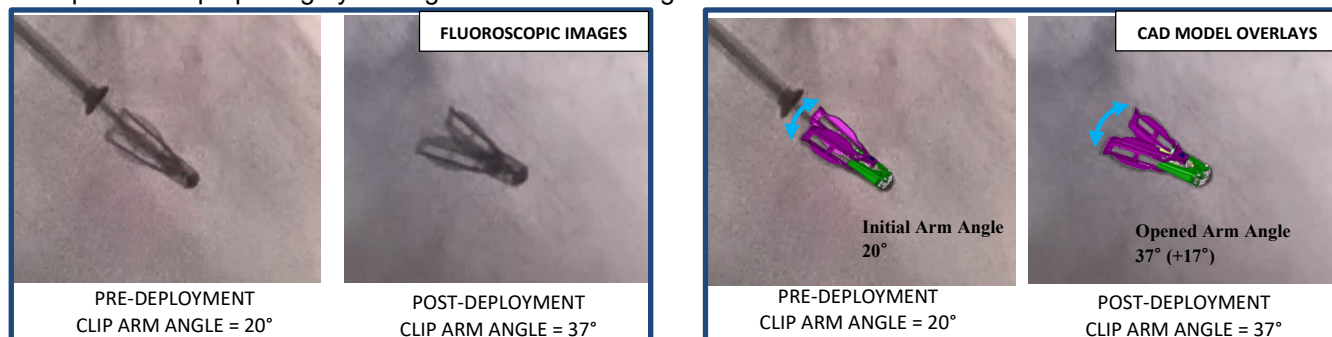 FLUOROSCOPIC IMAGES
PRE-DEPLOYMENT
CLIP ARM ANGLE = 20°
POST-DEPLOYMENT
CLIP ARM ANGLE = 37°
CAD MODEL OVERLAYS
Initial Arm Angle
20°
Opened Arm Angle
37° (+17°)
PRE-DEPLOYMENT
CLIP ARM ANGLE = 20°
POST-DEPLOYMENT
CLIP ARM ANGLE = 37°